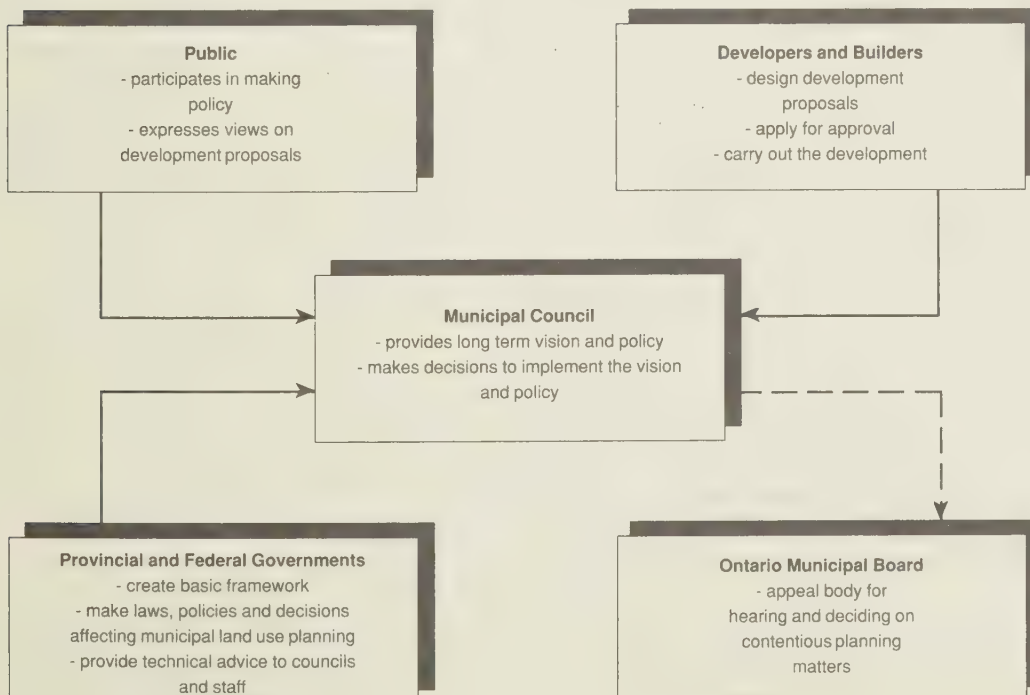 Public
- participates in making
policy
- expresses views on
development proposals
Developers and Builders
- design development
proposals
- apply for approval
- carry out the development
Municipal Council
- provides long term vision and policy
- makes decisions to implement the vision
and policy
Provincial and Federal Governments
- create basic framework
- make laws, policies and decisions
affecting municipal land use planning
- provide technical advice to councils
and staff
Ontario Municipal Board
- appeal body for
hearing and deciding on
contentious planning
matters